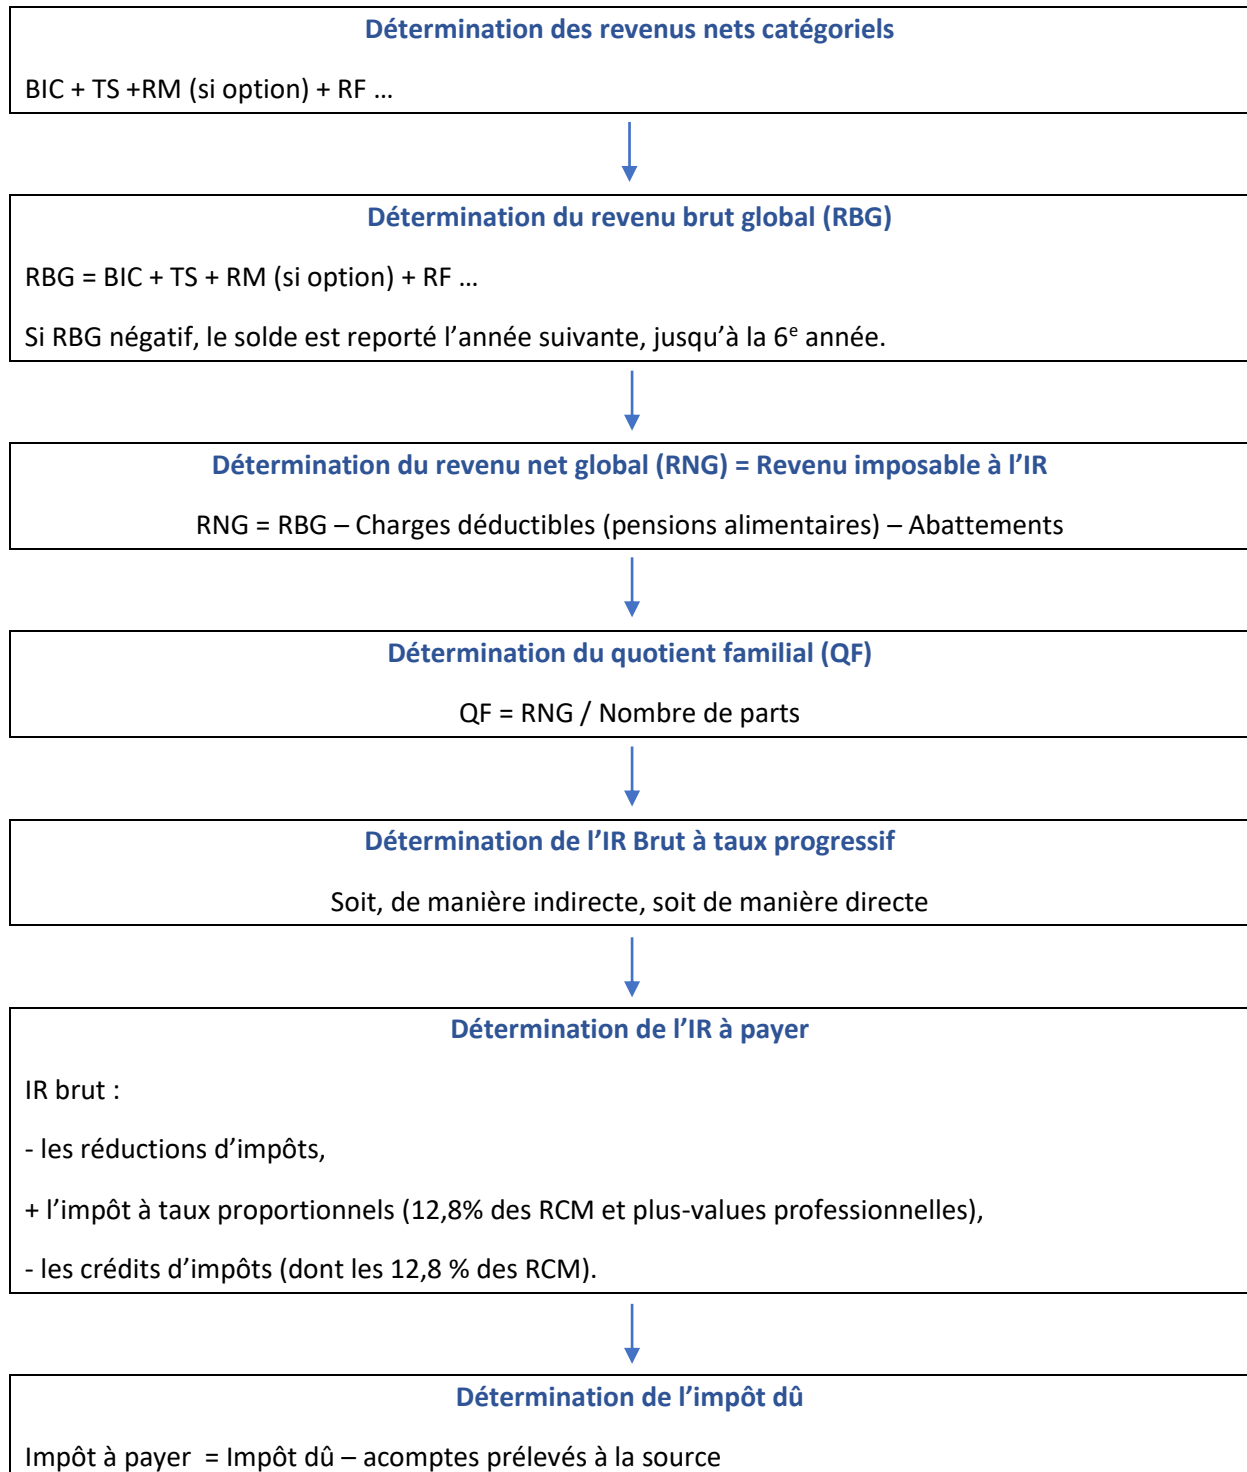 Détermination des revenus nets catégoriels
BIC + TS +RM (si option) + RF …
Détermination du revenu brut global (RBG)
RBG = BIC + TS + RM (si option) + RF …
Si RBG négatif, le solde est reporté l’année suivante, jusqu’à la 6e année.
Détermination du revenu net global (RNG) = Revenu imposable à l’IR
RNG = RBG – Charges déductibles (pensions alimentaires) – Abattements
Détermination du quotient familial (QF)
QF = RNG / Nombre de parts
Détermination de l’IR Brut à taux progressif
Soit, de manière indirecte, soit de manière directe
Détermination de l’IR à payer
IR brut :
- les réductions d’impôts,
+ l’impôt à taux proportionnels (12,8% des RCM et plus-values professionnelles),
- les crédits d’impôts (dont les 12,8 % des RCM).
Détermination de l’impôt dû
Impôt à payer = Impôt dû – acomptes prélevés à la source